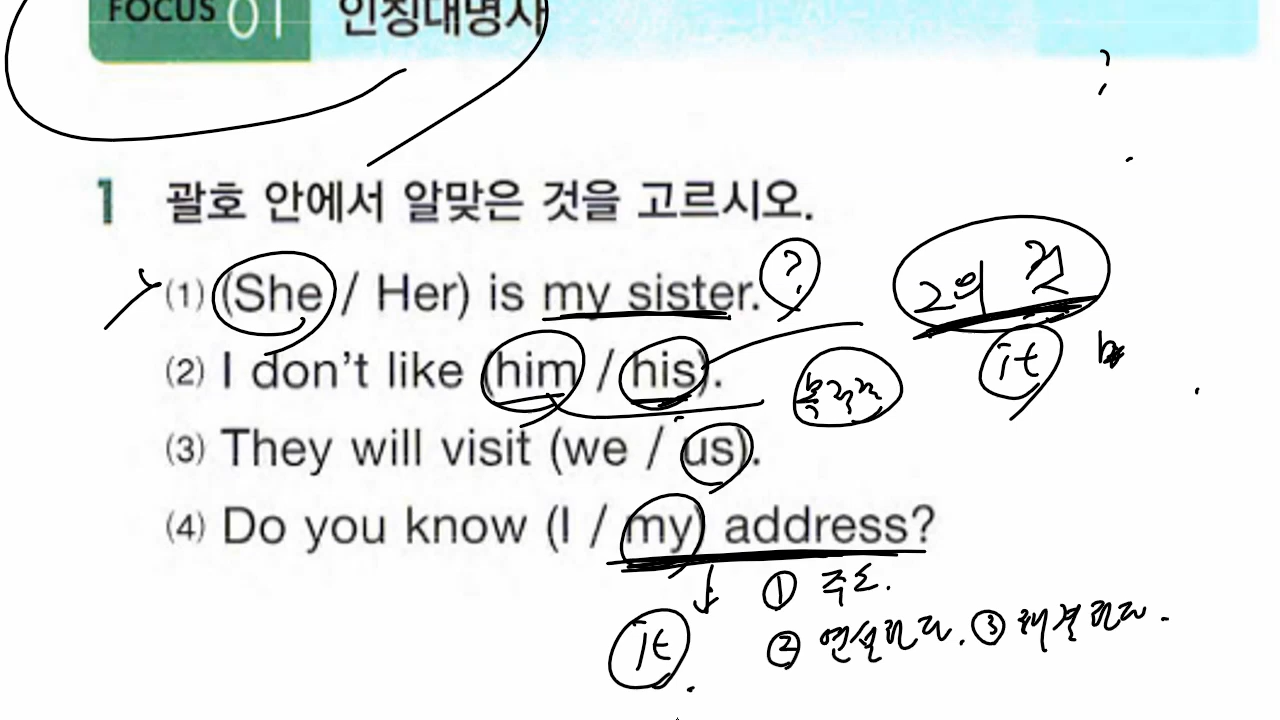 FOCUS 01 인칭대명사
1 괄호 안에서 알맞은 것을 고르시오.
(1) (She / Her) is my sister. ?
그의 것
(2) I don't like (him / his).
it
목적격
(3) They will visit (we / us).
(4) Do you know (I / my) address?
① 주소.
it
② 연설한다. ③ 해결한다.